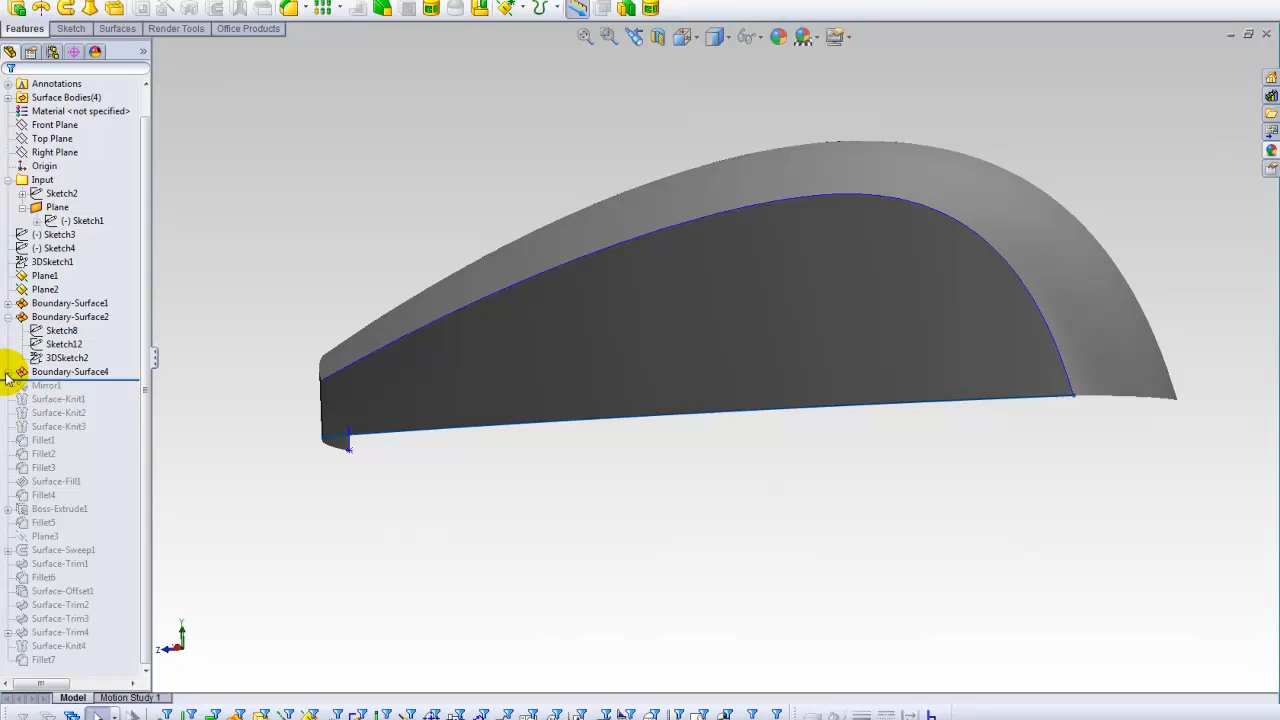 Features Sketch Surfaces Render Tools Office Products
Annotations
Surface Bodies(4)
Material <not specified>
Front Plane
Top Plane
Right Plane
Origin
Input
Sketch2
Plane
(-) Sketch1
(-) Sketch3
(-) Sketch4
3DSketch1
Plane1
Plane2
Boundary-Surface1
Boundary-Surface2
Sketch8
Sketch12
3DSketch2
Boundary-Surface4
Mirror1
Surface-Knit1
Surface-Knit2
Surface-Knit3
Fillet1
Fillet2
Fillet3
Surface-Fill1
Fillet4
Boss-Extrude1
Fillet5
Plane3
Surface-Sweep1
Surface-Trim1
Fillet6
Surface-Offset1
Surface-Trim2
Surface-Trim3
Surface-Trim4
Surface-Knit4
Fillet7
Y
Z
Model Motion Study 1